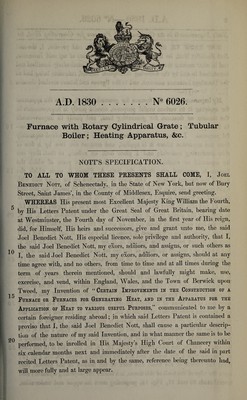 A.D. 1830 . . . . . . . Nº 6026.
Furnace with Rotary Cylindrical Grate; Tubular
Boiler; Heating Apparatus, &c.
NOTT'S SPECIFICATION.
TO ALL TO WHOM THESE PRESENTS SHALL COME, I, JOEL
BENEDICT NOTT, of Schenectady, in the State of New York, but now of Bury
Street, Saint James', in the County of Middlesex, Esquire, send greeting.
WHEREAS His present most Excellent Majesty King William the Fourth,
5 by His Letters Patent under the Great Seal of Great Britain, bearing date
at Westminster, the Fourth day of November, in the first year of His reign,
did, for Himself, His heirs and successors, give and grant unto me, the said
Joel Benedict Nott, His especial licence, sole privilege and authority, that I,
the said Joel Benedict Nott, my exõrs, admõrs, and assigns, or such others as
10 I, the said Joel Benedict Nott, my exõrs, admõrs, or assigns, should at any
time agree with, and no others, from time to time and at all times during the
term of years therein mentioned, should and lawfully might make, use,
exercise, and vend, within England, Wales, and the Town of Berwick upon
Tweed, my Invention of "CERTAIN IMPROVEMENTS IN THE CONSTRUCTION OF A
15 FURNACE OR FURNACES FOR GENERATING HEAT, AND IN THE APPARATUS FOR THE
APPLICATION OF HEAT TO VARIOUS USEFUL PURPOSES," communicated to me by a
certain foreigner residing abroad; in which said Letters Patent is contained a
proviso that I, the said Joel Benedict Nott, shall cause a particular descrip-
tion of the nature of my said Invention, and in what manner the same is to be
20 performed, to be inrolled in His Majesty's High Court of Chancery within
six calendar months next and immediately after the date of the said in part
recited Letters Patent, as in and by the same, reference being thereunto had,
will more fully and at large appear.